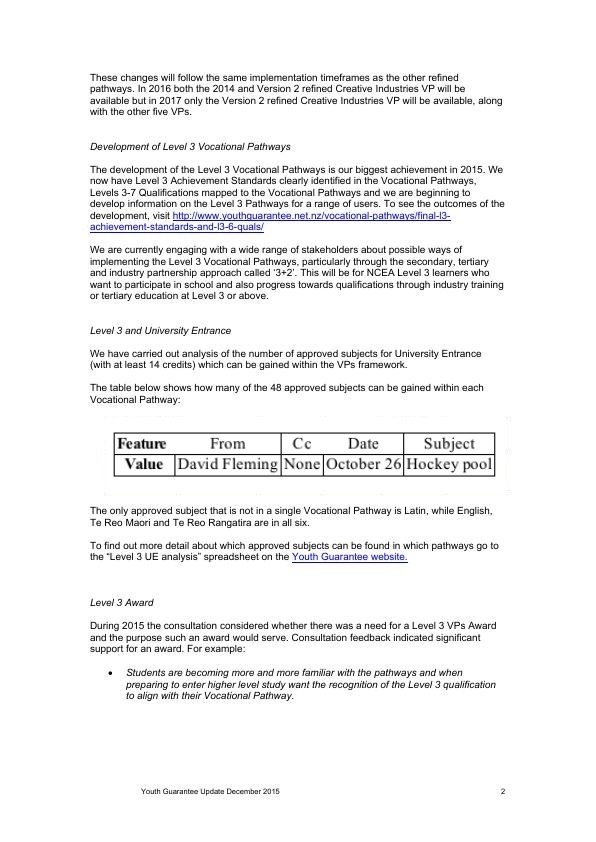 These changes will follow the same implementation timeframes as the other refined
pathways. In 2016 both the 2014 and Version 2 refined Creative Industries VP will be
available but in 2017 only the Version 2 refined Creative Industries VP will be available, along
with the other five VPs.
Development of Level 3 Vocational Pathways
The development of the Level 3 Vocational Pathways is our biggest achievement in 2015. We
now have Level 3 Achievement Standards clearly identified in the Vocational Pathways,
Levels 3-7 Qualifications mapped to the Vocational Pathways and we are beginning to
develop information on the Level 3 Pathways for a range of users. To see the outcomes of the
development, visit http://www.youthguarantee.net.nz/vocational-pathways/final-l3-
achievement-standards-and-l3-6-quals/
We are currently engaging with a wide range of stakeholders about possible ways of
implementing the Level 3 Vocational Pathways, particularly through the secondary, tertiary
and industry partnership approach called ‘3+2’. This will be for NCEA Level 3 learners who
want to participate in school and also progress towards qualifications through industry training
or tertiary education at Level 3 or above.
Level 3 and University Entrance
We have carried out analysis of the number of approved subjects for University Entrance
(with at least 14 credits) which can be gained within the VPs framework.
The table below shows how many of the 48 approved subjects can be gained within each
Vocational Pathway:
Feature From Cc Date Subject
Value David Fleming None October 26 Hockey pool
The only approved subject that is not in a single Vocational Pathway is Latin, while English,
Te Reo Maori and Te Reo Rangatira are in all six.
To find out more detail about which approved subjects can be found in which pathways go to
the “Level 3 UE analysis” spreadsheet on the Youth Guarantee website.
Level 3 Award
During 2015 the consultation considered whether there was a need for a Level 3 VPs Award
and the purpose such an award would serve. Consultation feedback indicated significant
support for an award. For example:
• Students are becoming more and more familiar with the pathways and when
preparing to enter higher level study want the recognition of the Level 3 qualification
to align with their Vocational Pathway.
Youth Guarantee Update December 2015 2